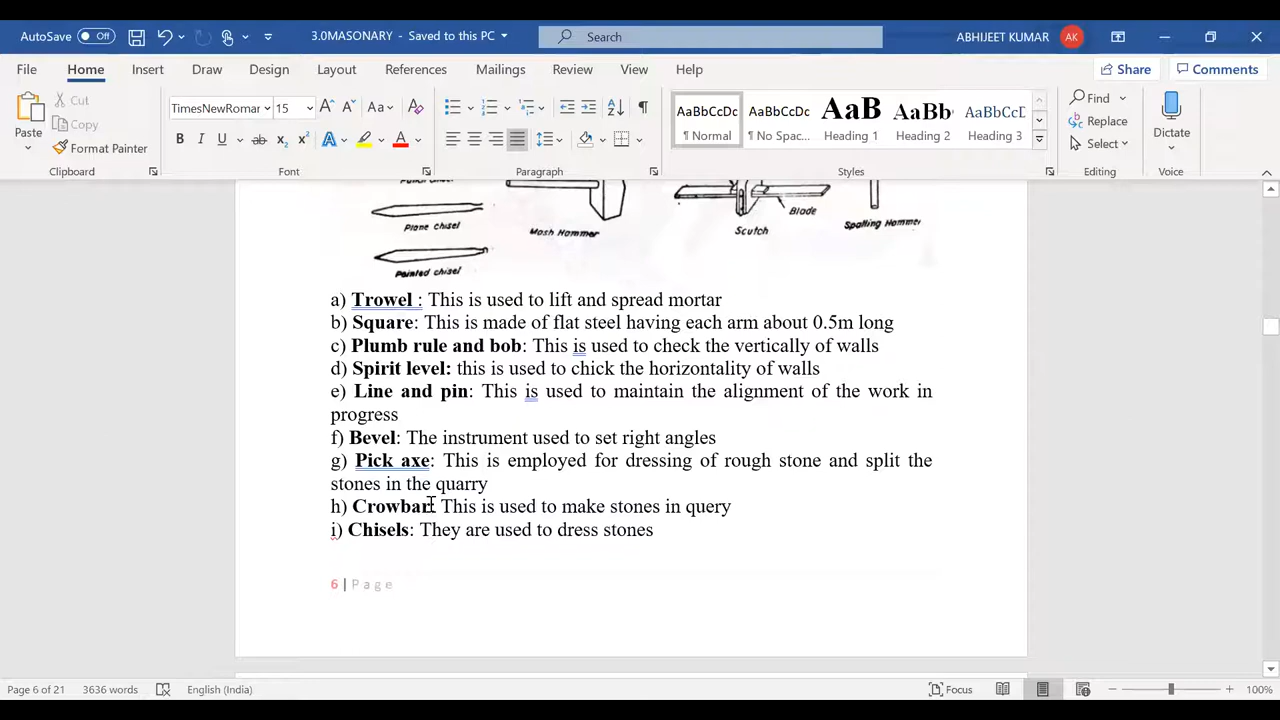 AutoSave Off 3.0MASONARY - Saved to this PC Search ABHIJEET KUMAR AK
File Home Insert Draw Design Layout References Mailings Review View Help Share Comments
Paste Cut Copy Format Painter
TimesNewRomar 15
AaBbCcDc ¶ Normal
AaBbCcDc ¶ No Spac...
AaB Heading 1
AaBb Heading 2
AaBbCcD Heading 3
Find
Replace
Select
Dictate
Clipboard Font Paragraph Styles Editing Voice
Plane chisel
Mash Hammer
Blade
Scutch
Spalling Hammer
Pointed chisel
a) Trowel : This is used to lift and spread mortar
b) Square: This is made of flat steel having each arm about 0.5m long
c) Plumb rule and bob: This is used to check the vertically of walls
d) Spirit level: this is used to chick the horizontality of walls
e) Line and pin: This is used to maintain the alignment of the work in
progress
f) Bevel: The instrument used to set right angles
g) Pick axe: This is employed for dressing of rough stone and split the
stones in the quarry
h) Crowbar: This is used to make stones in query
i) Chisels: They are used to dress stones
6 | Page
Page 6 of 21 3636 words English (India) Focus 100%